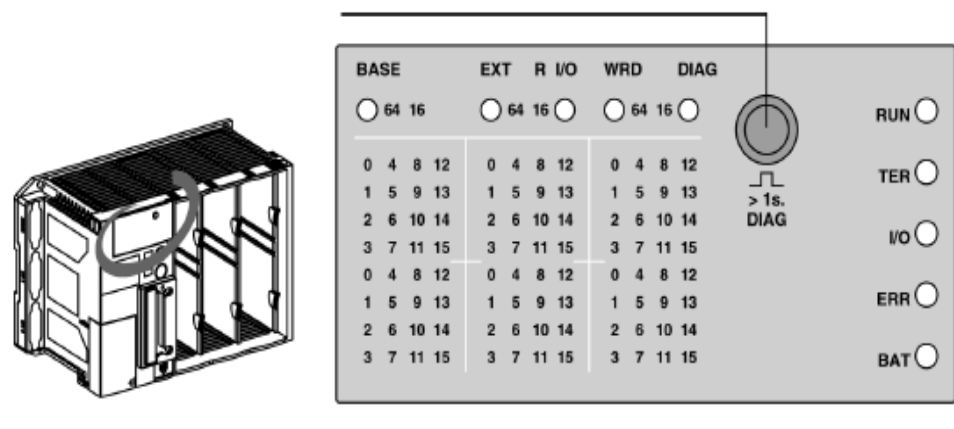 BASE EXT R I/O WRD DIAG
64 16 64 16 64 16
0 4 8 12 0 4 8 12 0 4 8 12
1 5 9 13 1 5 9 13 1 5 9 13
2 6 10 14 2 6 10 14 2 6 10 14
3 7 11 15 3 7 11 15 3 7 11 15
0 4 8 12 0 4 8 12 0 4 8 12
1 5 9 13 1 5 9 13 1 5 9 13
2 6 10 14 2 6 10 14 2 6 10 14
3 7 11 15 3 7 11 15 3 7 11 15
> 1s.
DIAG
RUN
TER
I/O
ERR
BAT